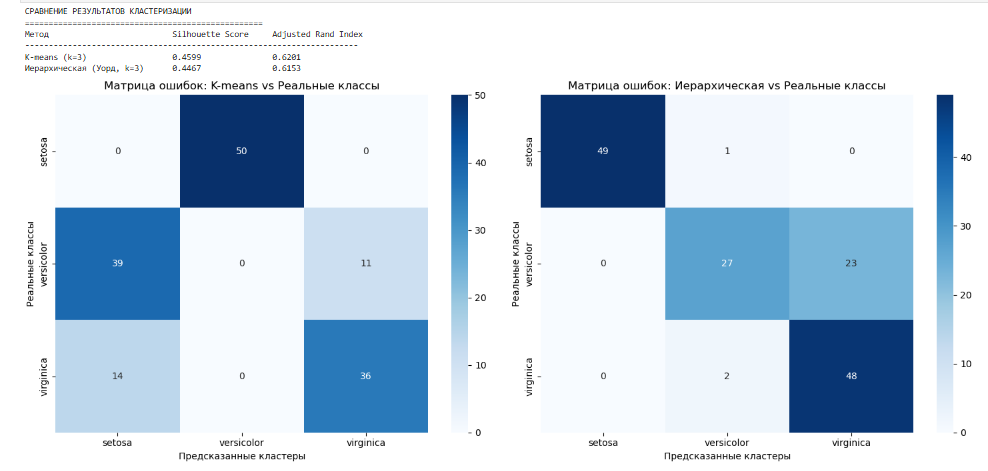 СРАВНЕНИЕ РЕЗУЛЬТАТОВ КЛАСТЕРИЗАЦИИ
==================================================
Метод Silhouette Score Adjusted Rand Index
----------------------------------------------------------------------
K-means (k=3) 0.4599 0.6201
Иерархическая (Уорд, k=3) 0.4467 0.6153
Матрица ошибок: K-means vs Реальные классы
Реальные классы
setosa
versicolor
virginica
0 50 0
39 0 11
14 0 36
setosa versicolor virginica
Предсказанные кластеры
50
40
30
20
10
0
Матрица ошибок: Иерархическая vs Реальные классы
Реальные классы
setosa
versicolor
virginica
49 1 0
0 27 23
0 2 48
setosa versicolor virginica
Предсказанные кластеры
40
30
20
10
0